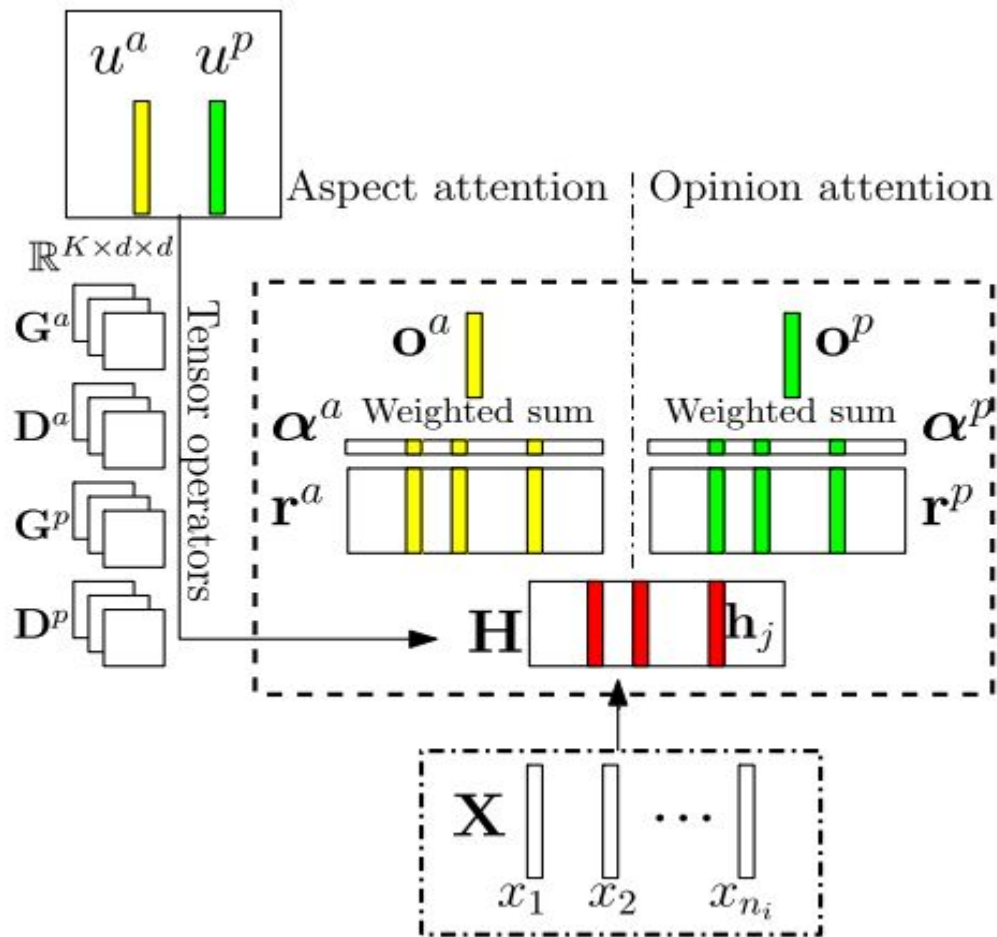 u^a u^p
Aspect attention
Opinion attention
ℝ^{K×d×d}
G^a
D^a
G^p
D^p
Tensor operators
o^a
o^p
α^a Weighted sum
Weighted sum α^p
r^a
r^p
H h_j
X ...
x_1 x_2 x_{n_i}